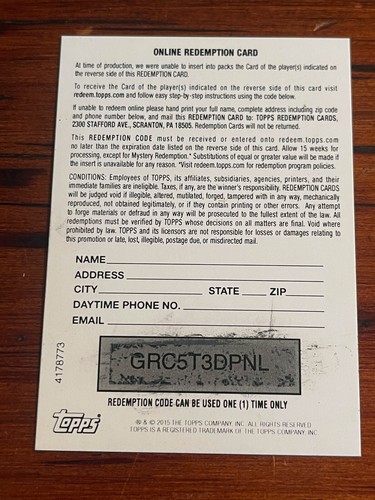 ONLINE REDEMPTION CARD
At time of production, we were unable to insert into packs the Card of the player(s) indicated on
the reverse side of this REDEMPTION CARD.
To receive the Card of the player(s) indicated on the reverse side of this card visit
redeem.topps.com and follow easy step-by-step instructions using the code below.
If unable to redeem online please hand print your full name, complete address including zip code
and phone number below, and mail this REDEMPTION CARD to: TOPPS REDEMPTION CARDS,
2300 STAFFORD AVE., SCRANTON, PA 18505. Redemption Cards will not be returned.
This REDEMPTION CODE must be received or entered onto redeem.topps.com
no later than the expiration date listed on the reverse side of this card. Allow 15 weeks for
processing, except for Mystery Redemption.* Substitutions of equal or greater value will be made if
the insert is unavailable for any reason. *Visit redeem.topps.com for redemption program policies.
CONDITIONS: Employees of TOPPS, its affiliates, subsidiaries, agencies, printers, and their
immediate families are ineligible. Taxes, if any, are the winner's responsibility. REDEMPTION CARDS
will be judged void if illegible, altered, mutilated, forged, tampered with in any way, mechanically
reproduced, not obtained legitimately, or if they contain printing or other errors. Any attempt
to forge materials or defraud in any way will be prosecuted to the fullest extent of the law. All
redemptions must be verified by TOPPS whose decisions on all matters are final. Void where
prohibited by law. TOPPS and its licensors are not responsible for losses or damages relating to
this promotion or late, lost, illegible, postage due, or misdirected mail.
NAME
ADDRESS
CITY STATE ZIP
DAYTIME PHONE NO.
EMAIL
4178773
GRC5T3DPNL
REDEMPTION CODE CAN BE USED ONE (1) TIME ONLY
topps
® & © 2015 THE TOPPS COMPANY, INC. ALL RIGHTS RESERVED.
TOPPS IS A REGISTERED TRADEMARK OF THE TOPPS COMPANY, INC.